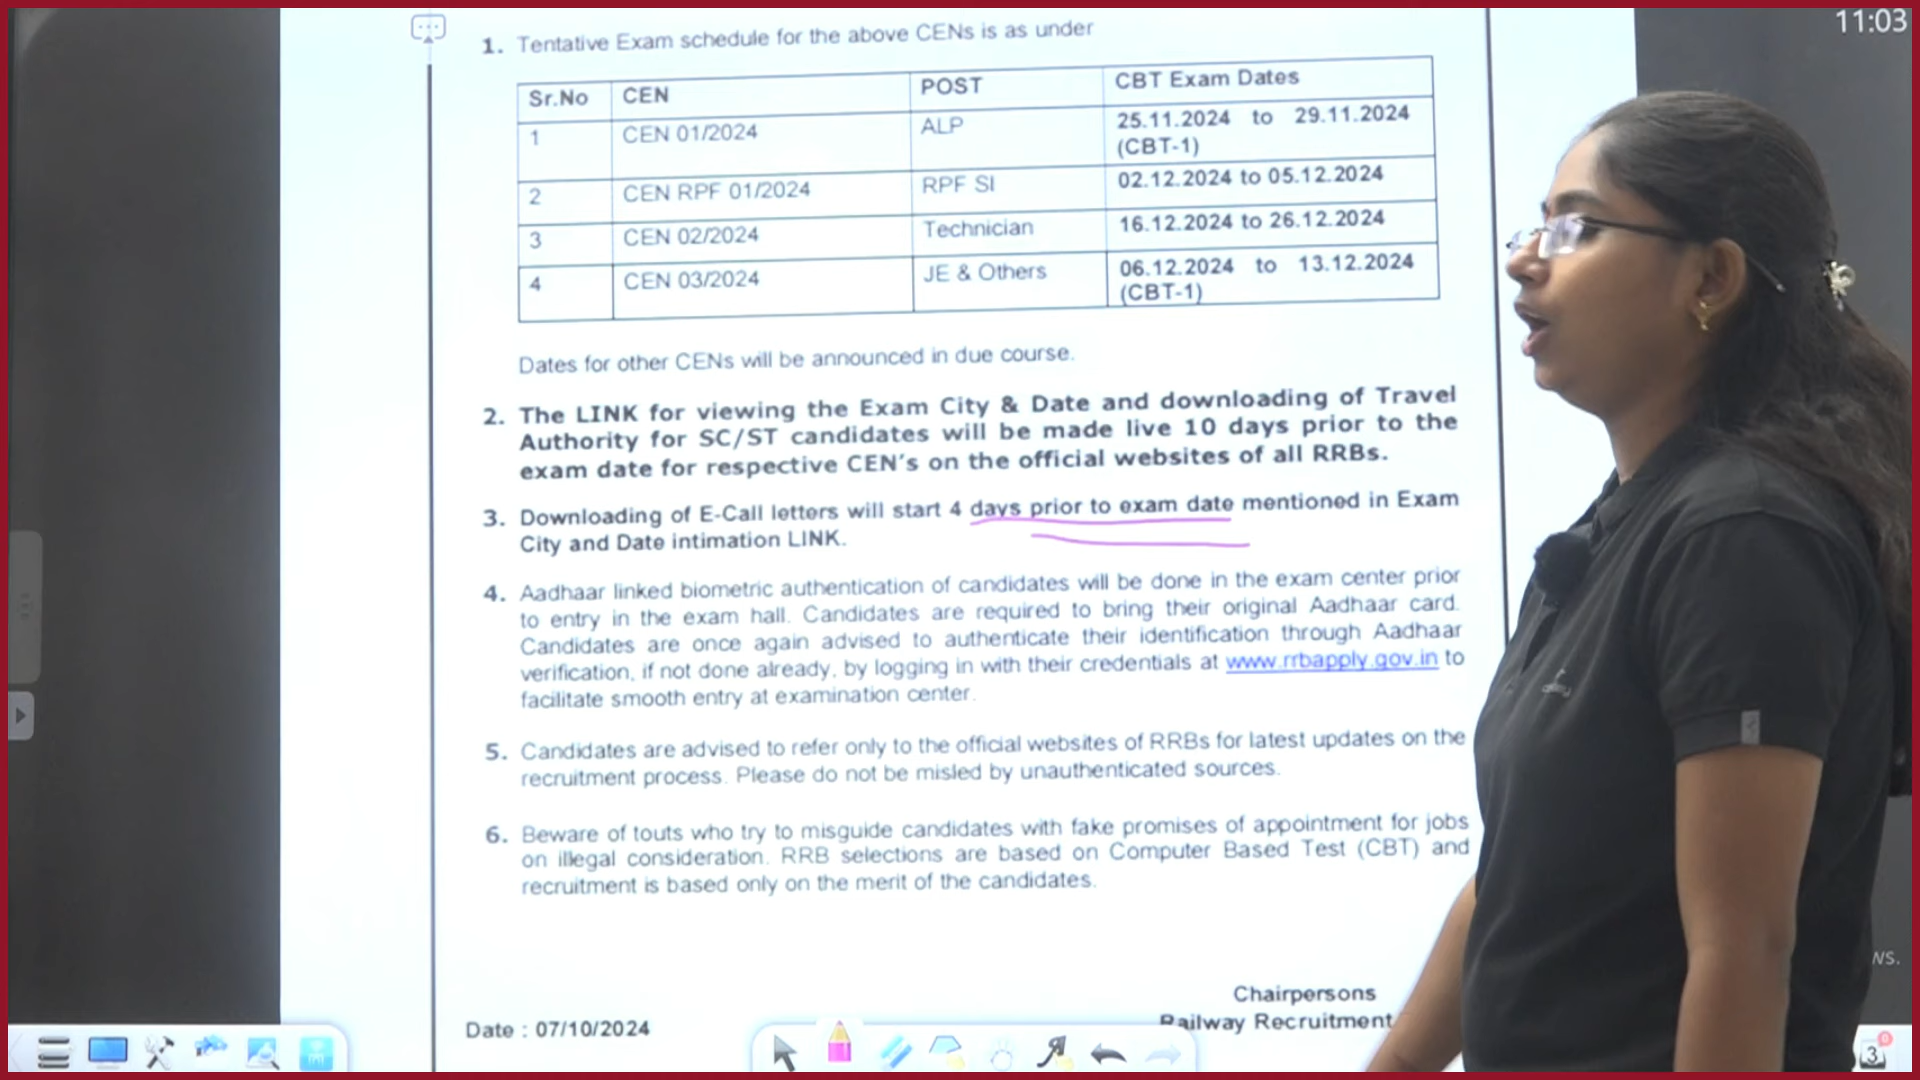 11:03
1. Tentative Exam schedule for the above CENs is as under
Sr.No CEN POST CBT Exam Dates
1 CEN 01/2024 ALP 25.11.2024 to 29.11.2024
(CBT-1)
2 CEN RPF 01/2024 RPF SI 02.12.2024 to 05.12.2024
3 CEN 02/2024 Technician 16.12.2024 to 26.12.2024
4 CEN 03/2024 JE & Others 06.12.2024 to 13.12.2024
(CBT-1)
Dates for other CENs will be announced in due course.
2. The LINK for viewing the Exam City & Date and downloading of Travel
Authority for SC/ST candidates will be made live 10 days prior to the
exam date for respective CEN's on the official websites of all RRBs.
3. Downloading of E-Call letters will start 4 days prior to exam date mentioned in Exam
City and Date intimation LINK.
4. Aadhaar linked biometric authentication of candidates will be done in the exam center prior
to entry in the exam hall. Candidates are required to bring their original Aadhaar card.
Candidates are once again advised to authenticate their identification through Aadhaar
verification, if not done already, by logging in with their credentials at www.rrbapply.gov.in to
facilitate smooth entry at examination center.
5. Candidates are advised to refer only to the official websites of RRBs for latest updates on the
recruitment process. Please do not be misled by unauthenticated sources.
6. Beware of touts who try to misguide candidates with fake promises of appointment for jobs
on illegal consideration. RRB selections are based on Computer Based Test (CBT) and
recruitment is based only on the merit of the candidates.
ws.
Chairpersons
Railway Recruitment
Date : 07/10/2024
3
0